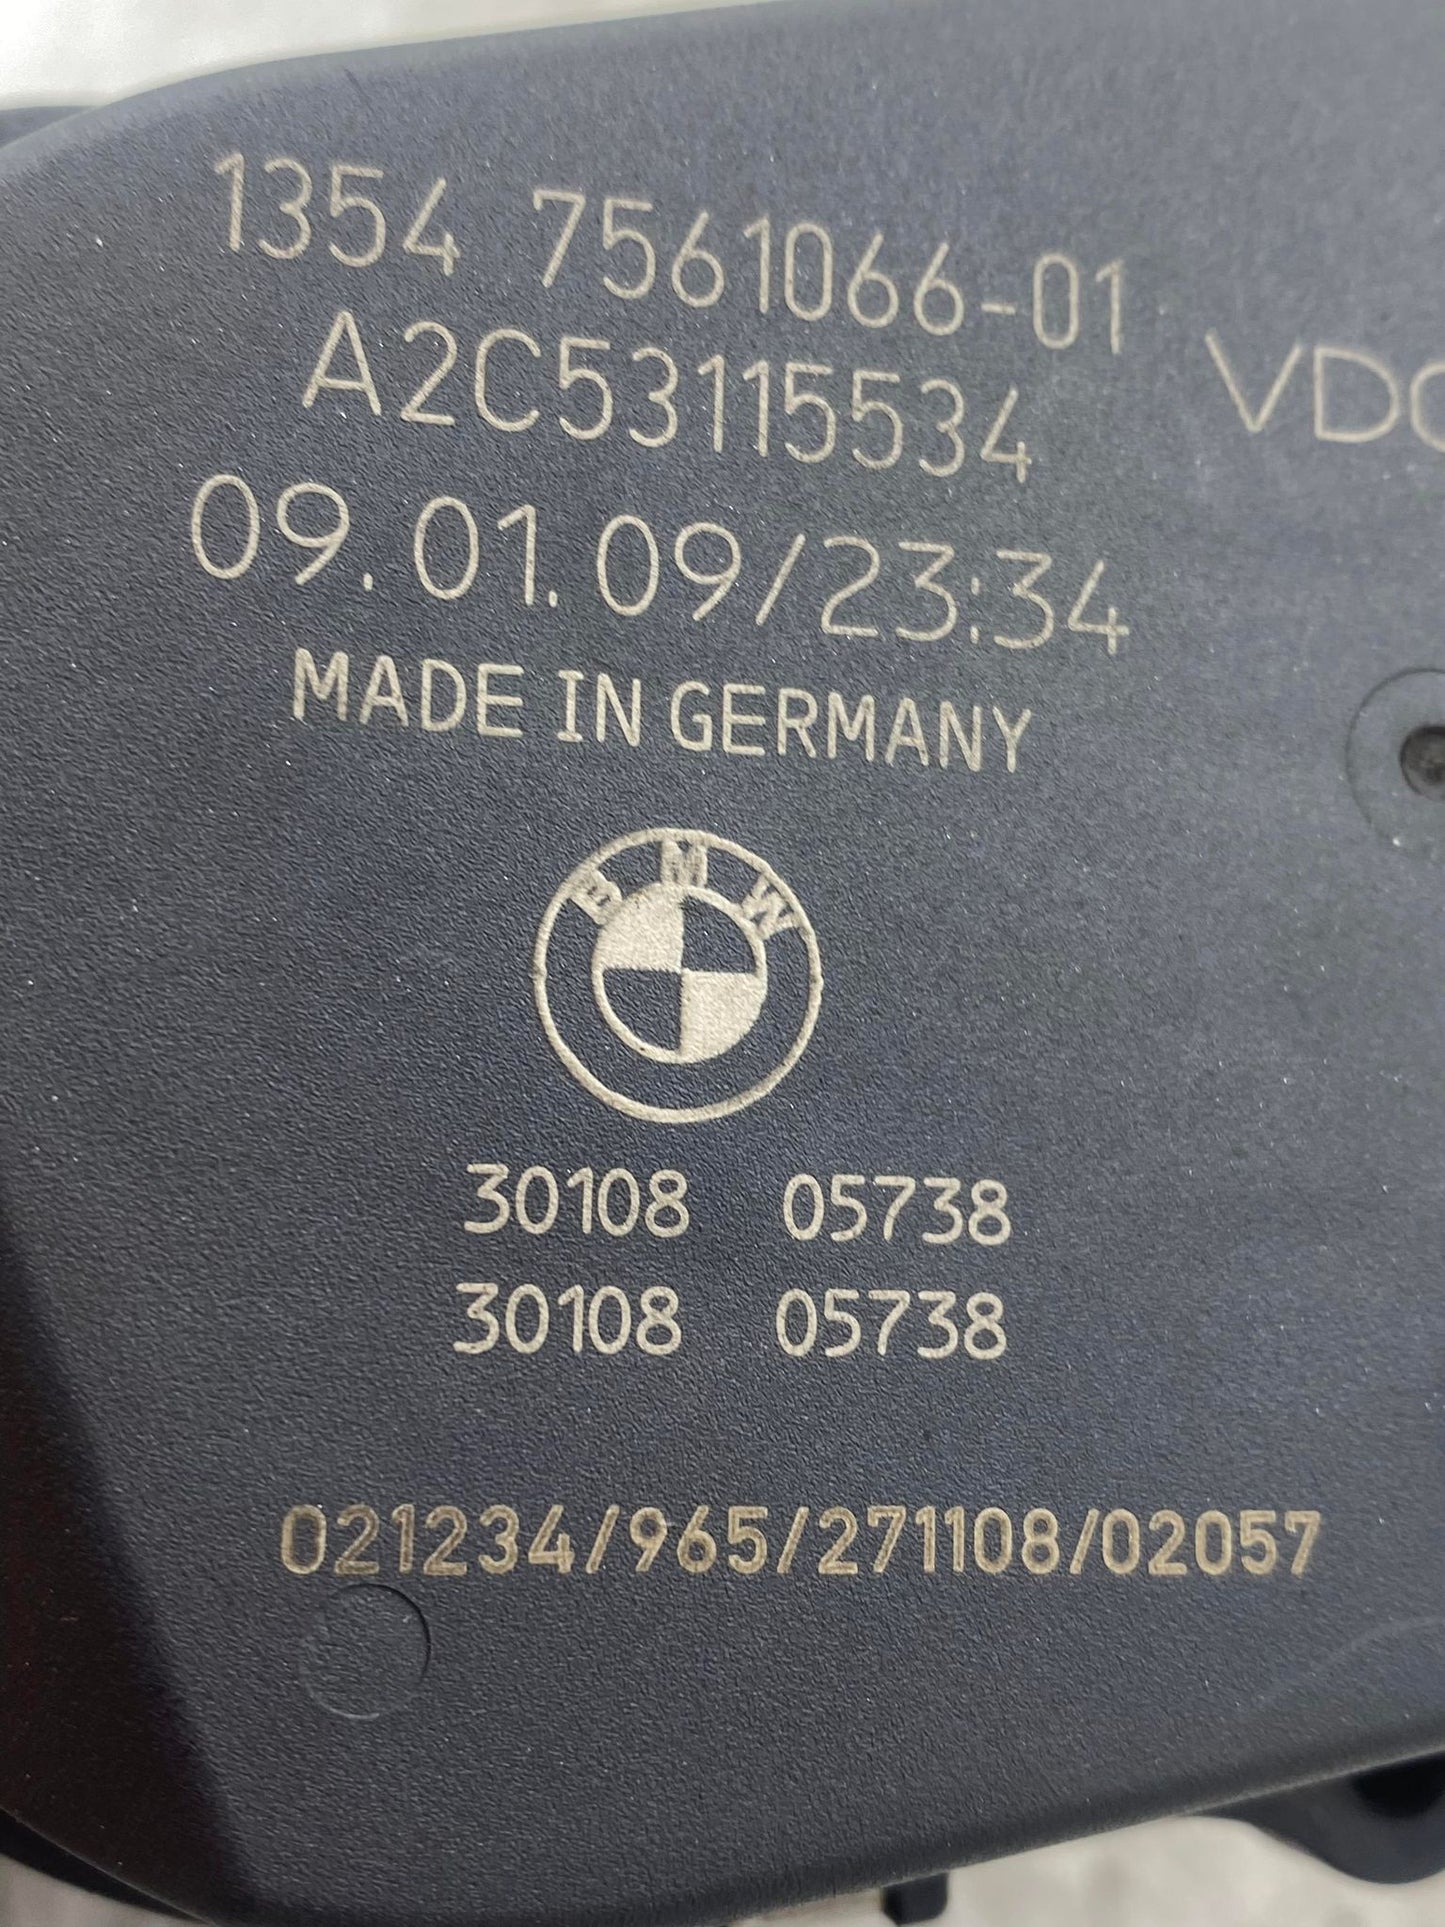 1354 7561066-01
A2C53115534
VDO
09.01.09/23:34
MADE IN GERMANY
BMW
30108 05738
30108 05738
021234/965/271108/02057